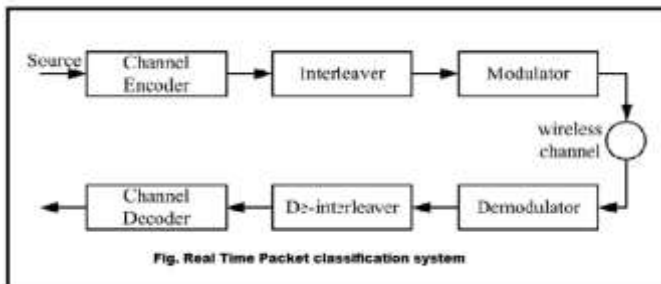 Source
Channel
Encoder
Interleaver
Modulator
wireless
channel
Channel
Decoder
De-interleaver
Demodulator
Fig. Real Time Packet classification system